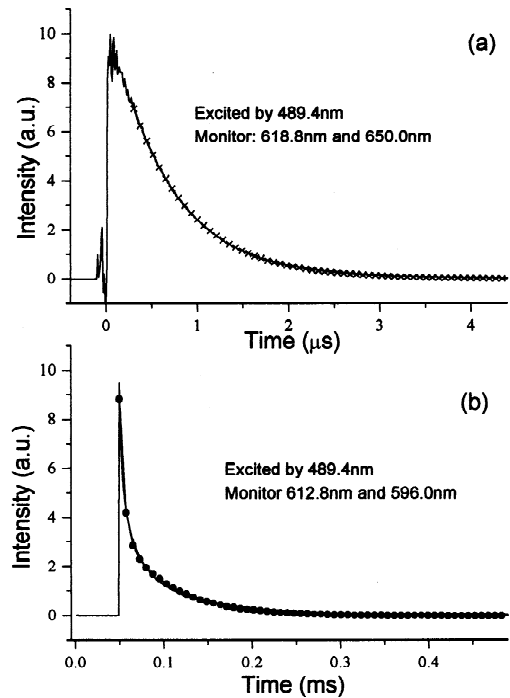 (a)
10
8
6
4
2
0
Intensity (a.u.)
Excited by 489.4nm
Monitor: 618.8nm and 650.0nm
0 1 2 3 4
Time (μs)
(b)
10
8
6
4
2
0
Intensity (a.u.)
Excited by 489.4nm
Monitor 612.8nm and 596.0nm
0.0 0.1 0.2 0.3 0.4
Time (ms)